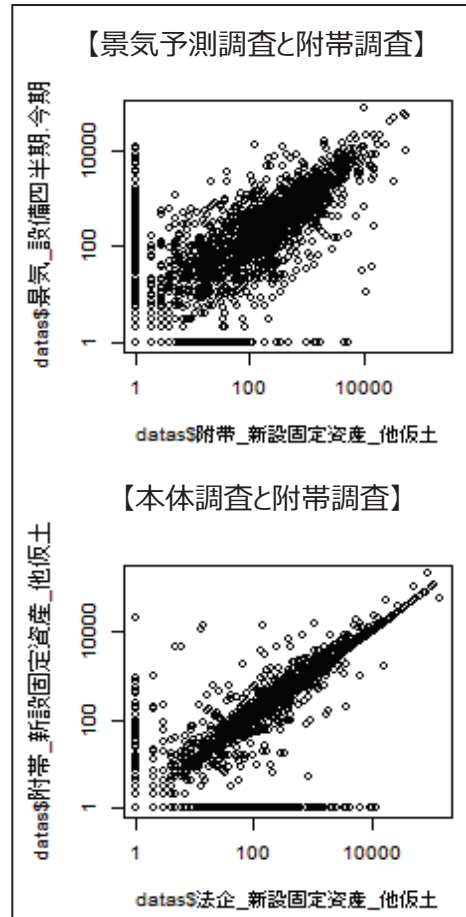 【景気予測調査と附帯調査】
datas$景気_設備四半期.今期
10000
100
1
1
100
10000
datas$附帯_新設固定資産_他仮土
【本体調査と附帯調査】
datas$附帯_新設固定資産_他仮土
10000
100
1
1
100
10000
datas$法企_新設固定資産_他仮土